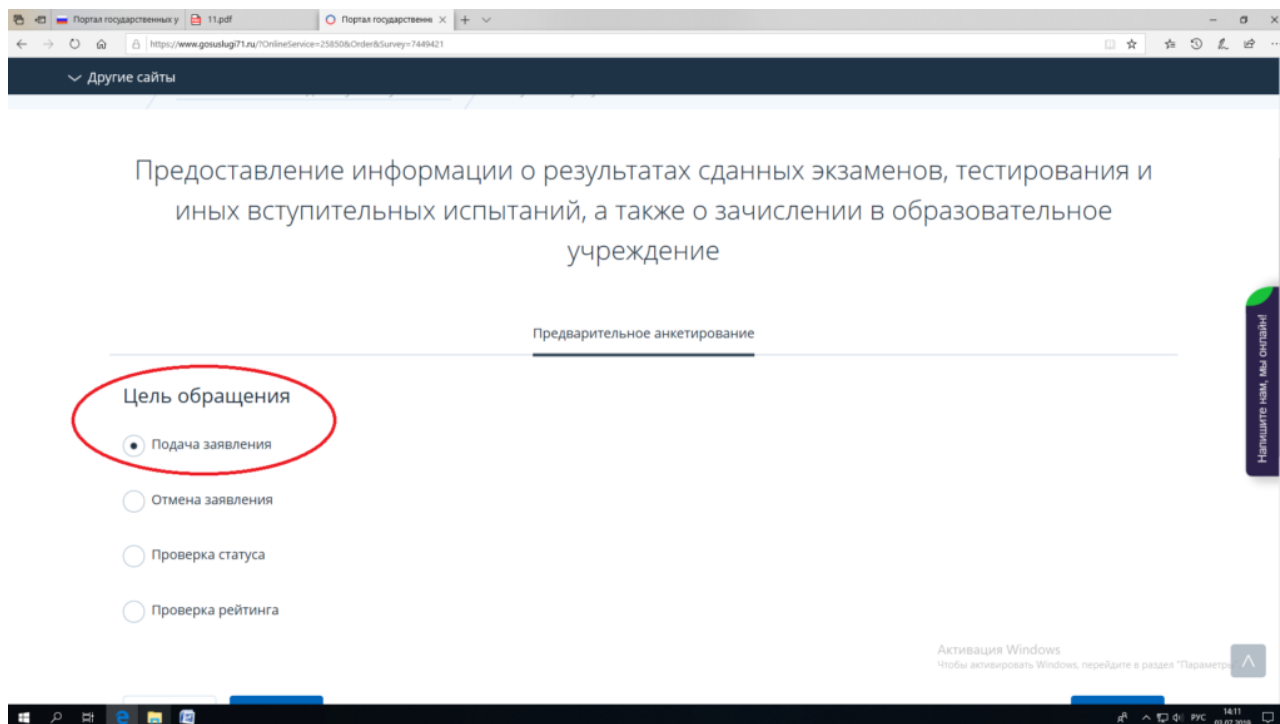 Портал государственных у
11.pdf
Портал государственн
https://www.gosuslugi71.ru/?OnlineService=25850&Order&Survey=7449421
Другие сайты
Предоставление информации о результатах сданных экзаменов, тестирования и
иных вступительных испытаний, а также о зачислении в образовательное
учреждение
Предварительное анкетирование
Цель обращения
Подача заявления
Отмена заявления
Проверка статуса
Проверка рейтинга
Напишите нам, мы онлайн!
Активация Windows
Чтобы активировать Windows, перейдите в раздел "Параметры
РУС
14:11
03.07.2019